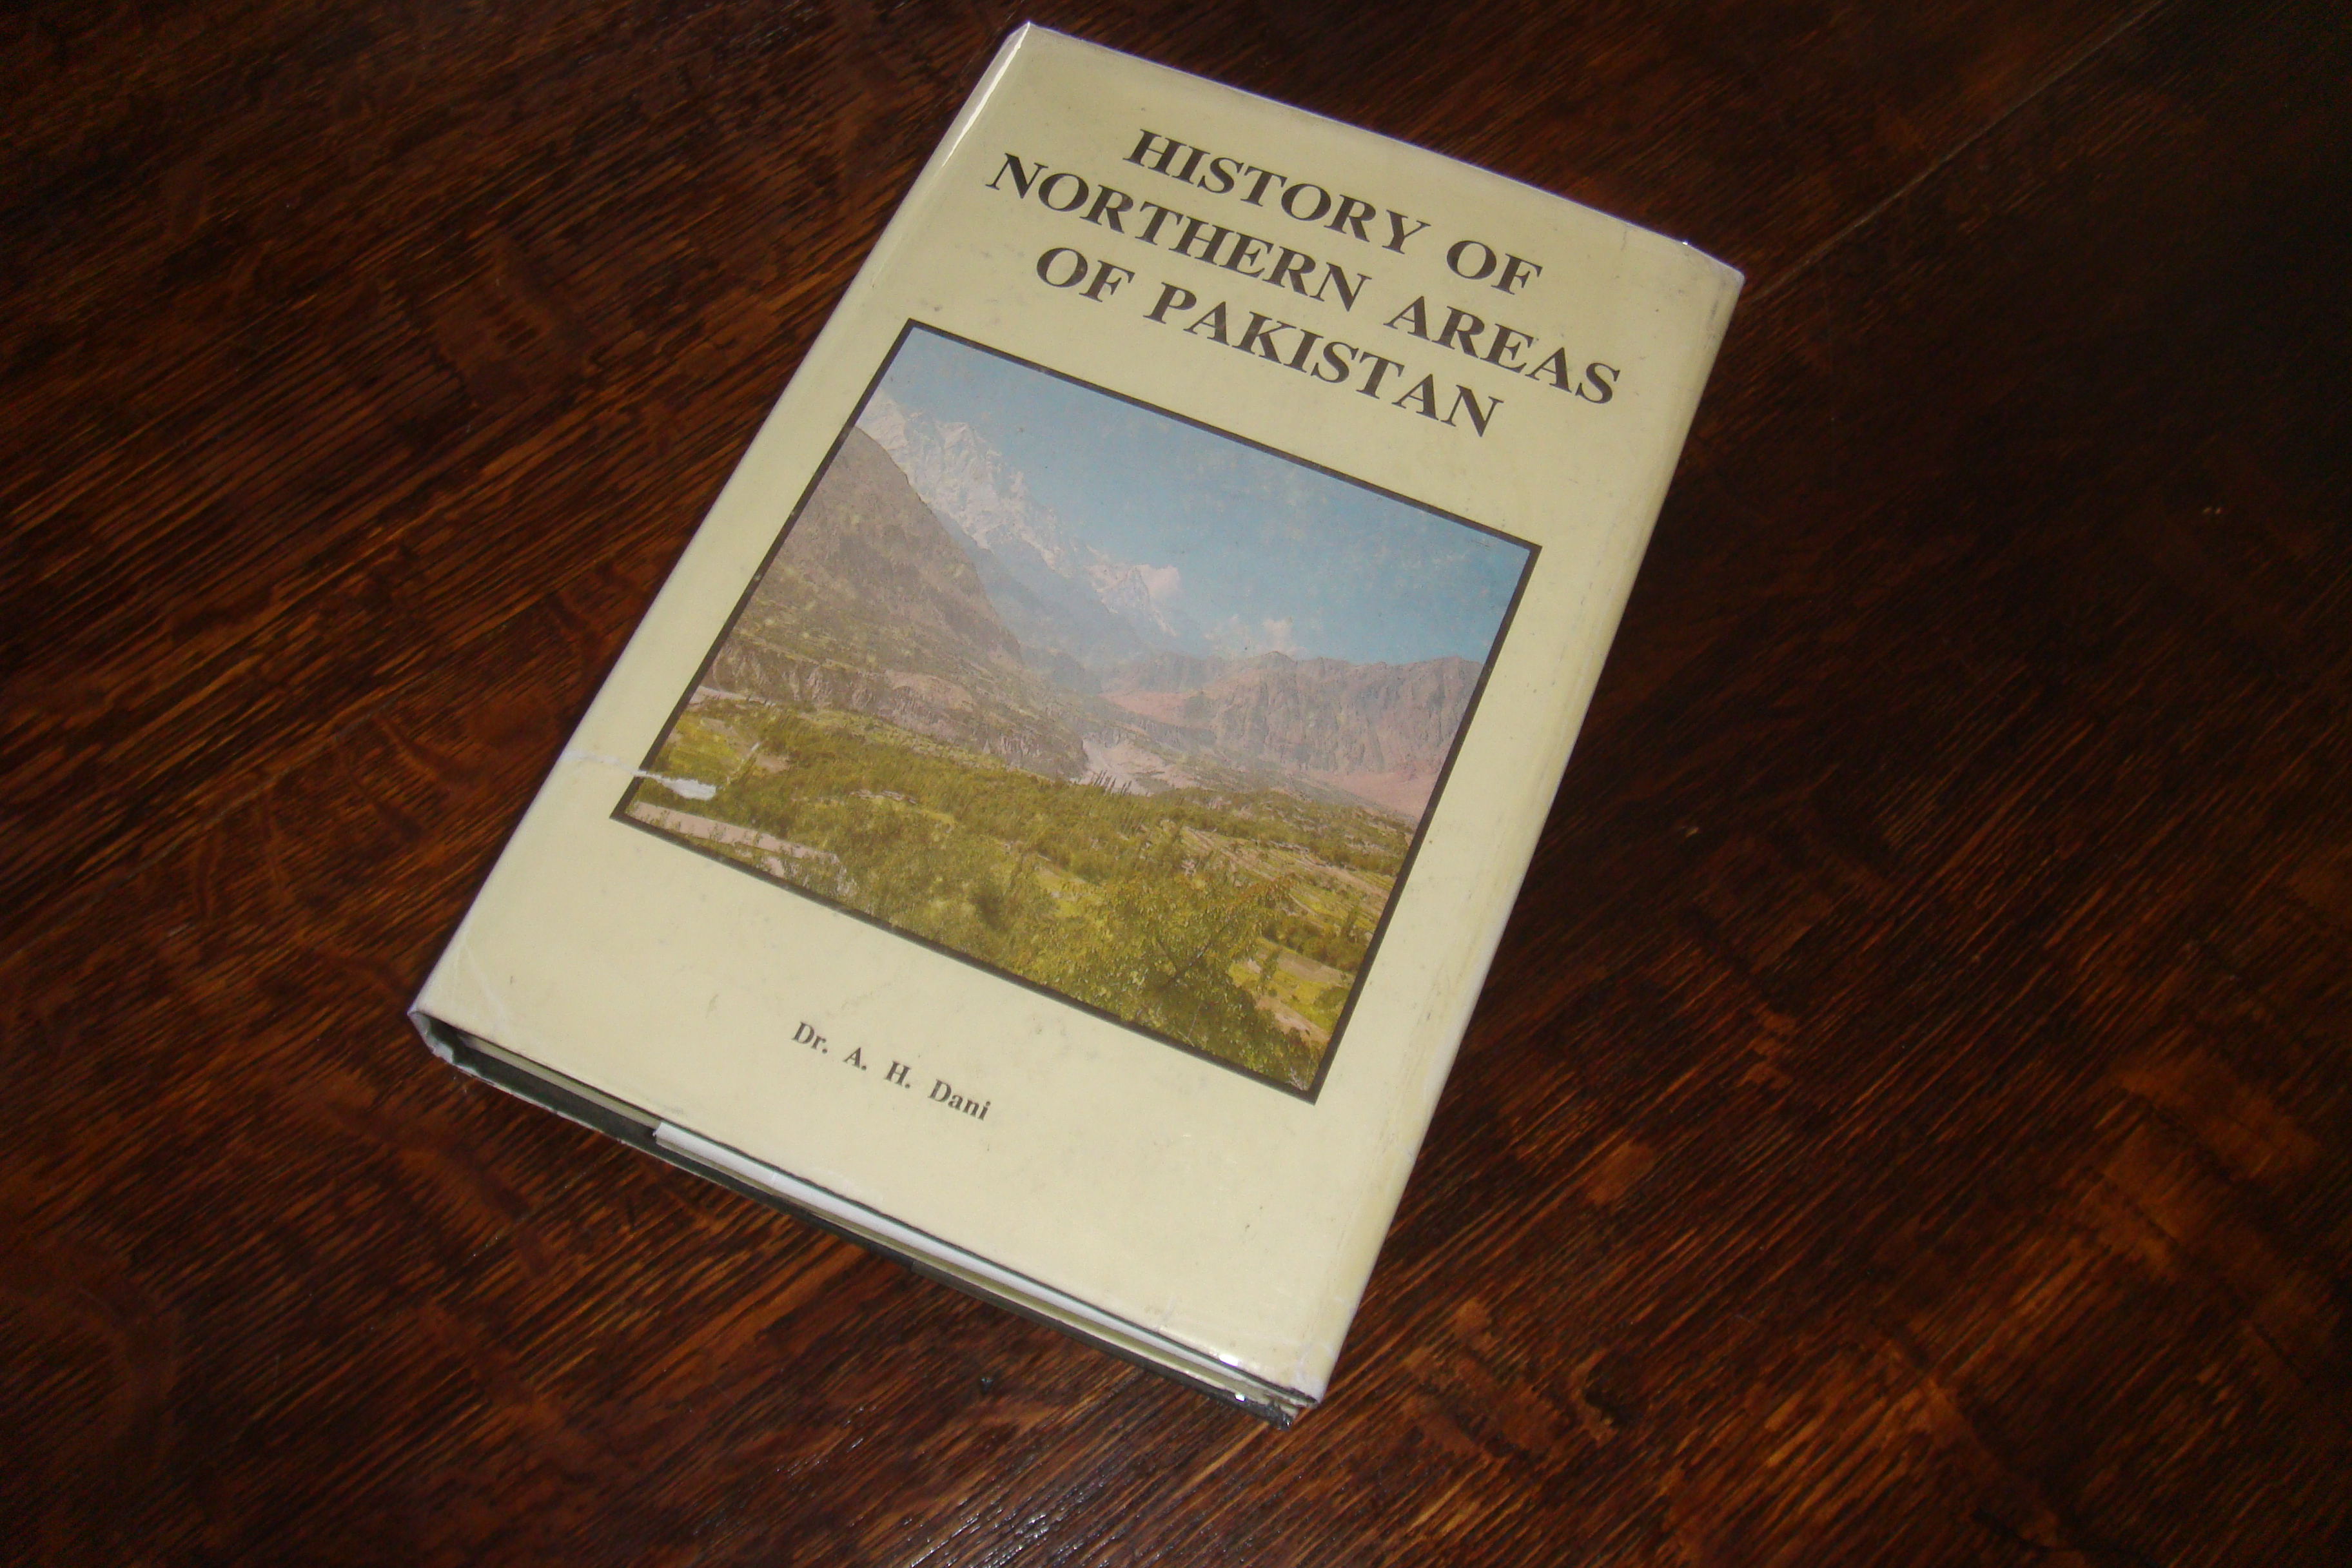 HISTORY OF
NORTHERN AREAS
OF PAKISTAN
Dr. A. H. Dani